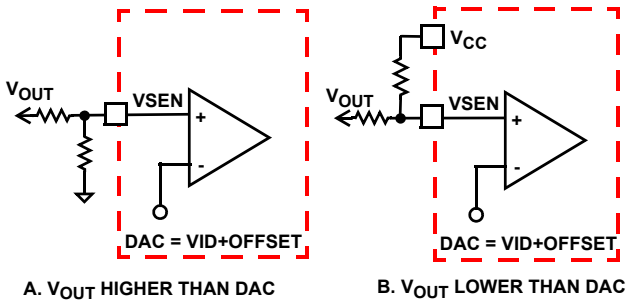 VOUT
VSEN
+
-
DAC = VID+OFFSET
A. VOUT HIGHER THAN DAC
VCC
VOUT
VSEN
+
-
DAC = VID+OFFSET
B. VOUT LOWER THAN DAC